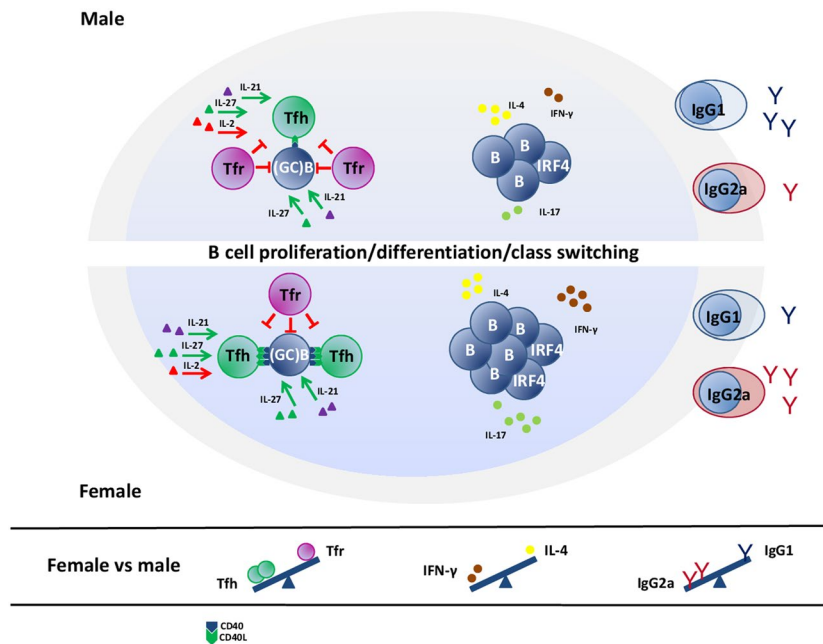 Male
IL-21
IL-27
IL-2
Tfh
Tfr
(GC)B
Tfr
IL-21
IL-27
IL-4
IFN-γ
B
B
B
IRF4
IL-17
IgG1
Y
Y Y
IgG2a
Y
B cell proliferation/differentiation/class switching
Tfr
IL-21
IL-27
IL-2
Tfh
(GC)B
Tfh
IL-27
IL-21
IL-4
IFN-γ
B
B
B
B
B
IRF4
IRF4
IL-17
IgG1
Y
IgG2a
Y Y
Y
Female
Female vs male
Tfh
Tfr
IFN-γ
IL-4
IgG2a
Y Y
Y
IgG1
CD40
CD40L